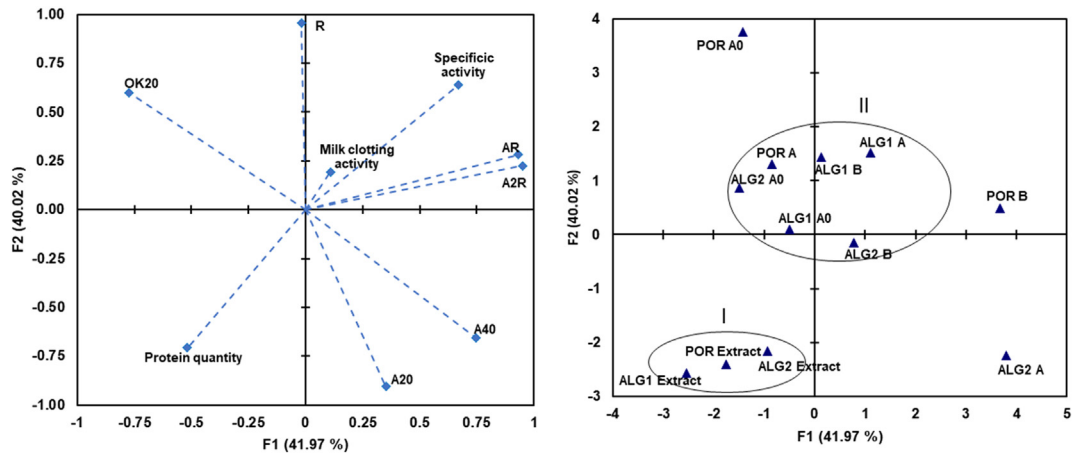 1.00
0.75
0.50
0.25
0.00
-0.25
-0.50
-0.75
-1.00
F2 (40.02 %)
-1 -0.75 -0.5 -0.25 0 0.25 0.5 0.75 1
F1 (41.97 %)
R
Specificic
activity
OK20
Milk clotting
activity
AR
A2R
Protein quantity
A40
A20
4
3
2
1
0
-1
-2
-3
F2 (40.02 %)
-4 -3 -2 -1 0 1 2 3 4 5
F1 (41.97 %)
POR A0
II
ALG1 A
POR A
ALG1 B
ALG2 A0
POR B
ALG1 A0
ALG2 B
I
POR Extract
ALG2 Extract
ALG1 Extract
ALG2 A